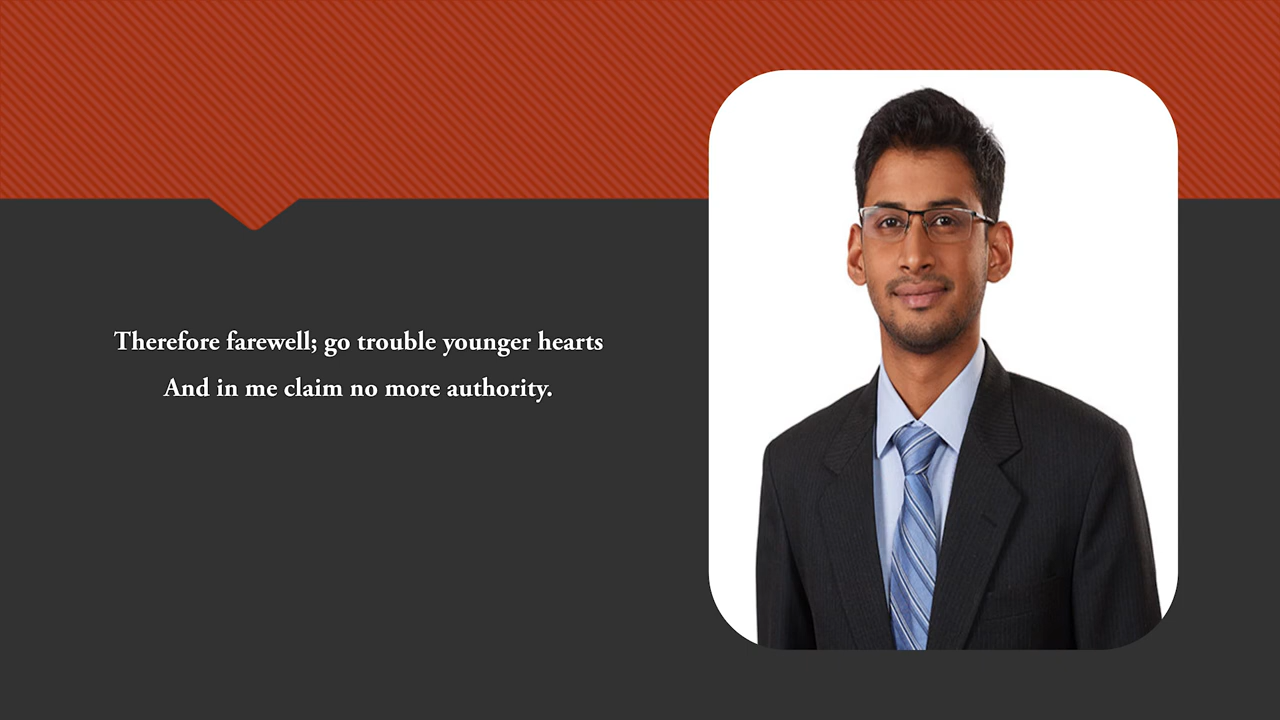 Therefore farewell; go trouble younger hearts
And in me claim no more authority.